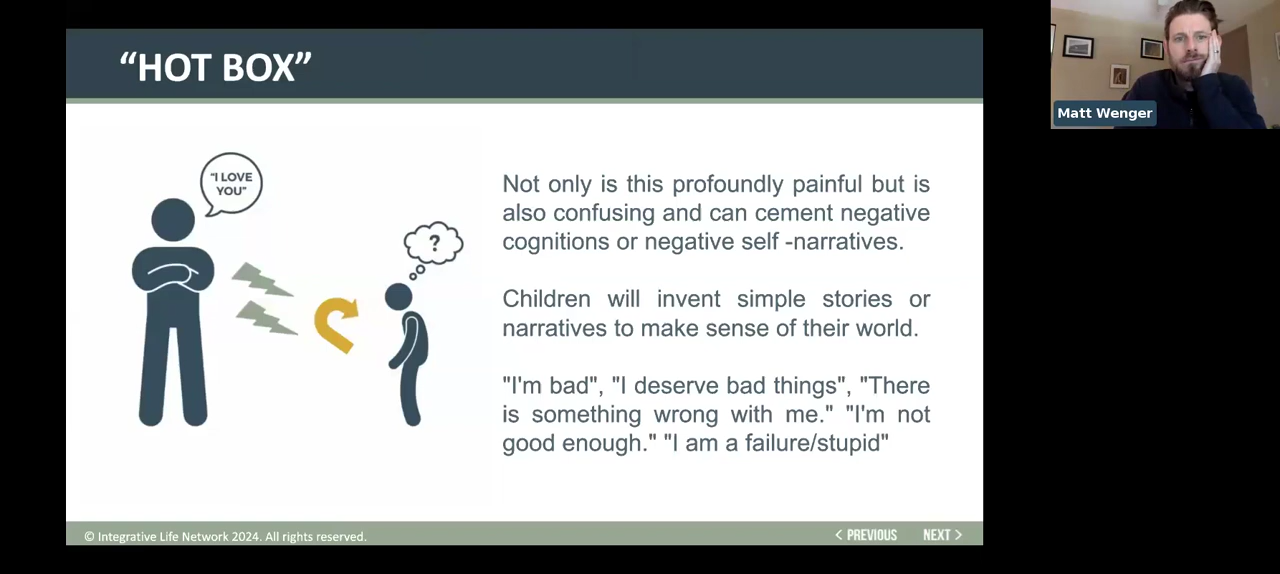 “HOT BOX”
"I LOVE
YOU"
?
Not only is this profoundly painful but is
also confusing and can cement negative
cognitions or negative self -narratives.
Children will invent simple stories or
narratives to make sense of their world.
"I'm bad", "I deserve bad things", "There
is something wrong with me." "I'm not
good enough." "I am a failure/stupid"
© Integrative Life Network 2024. All rights reserved.
< PREVIOUS
NEXT >
Matt Wenger